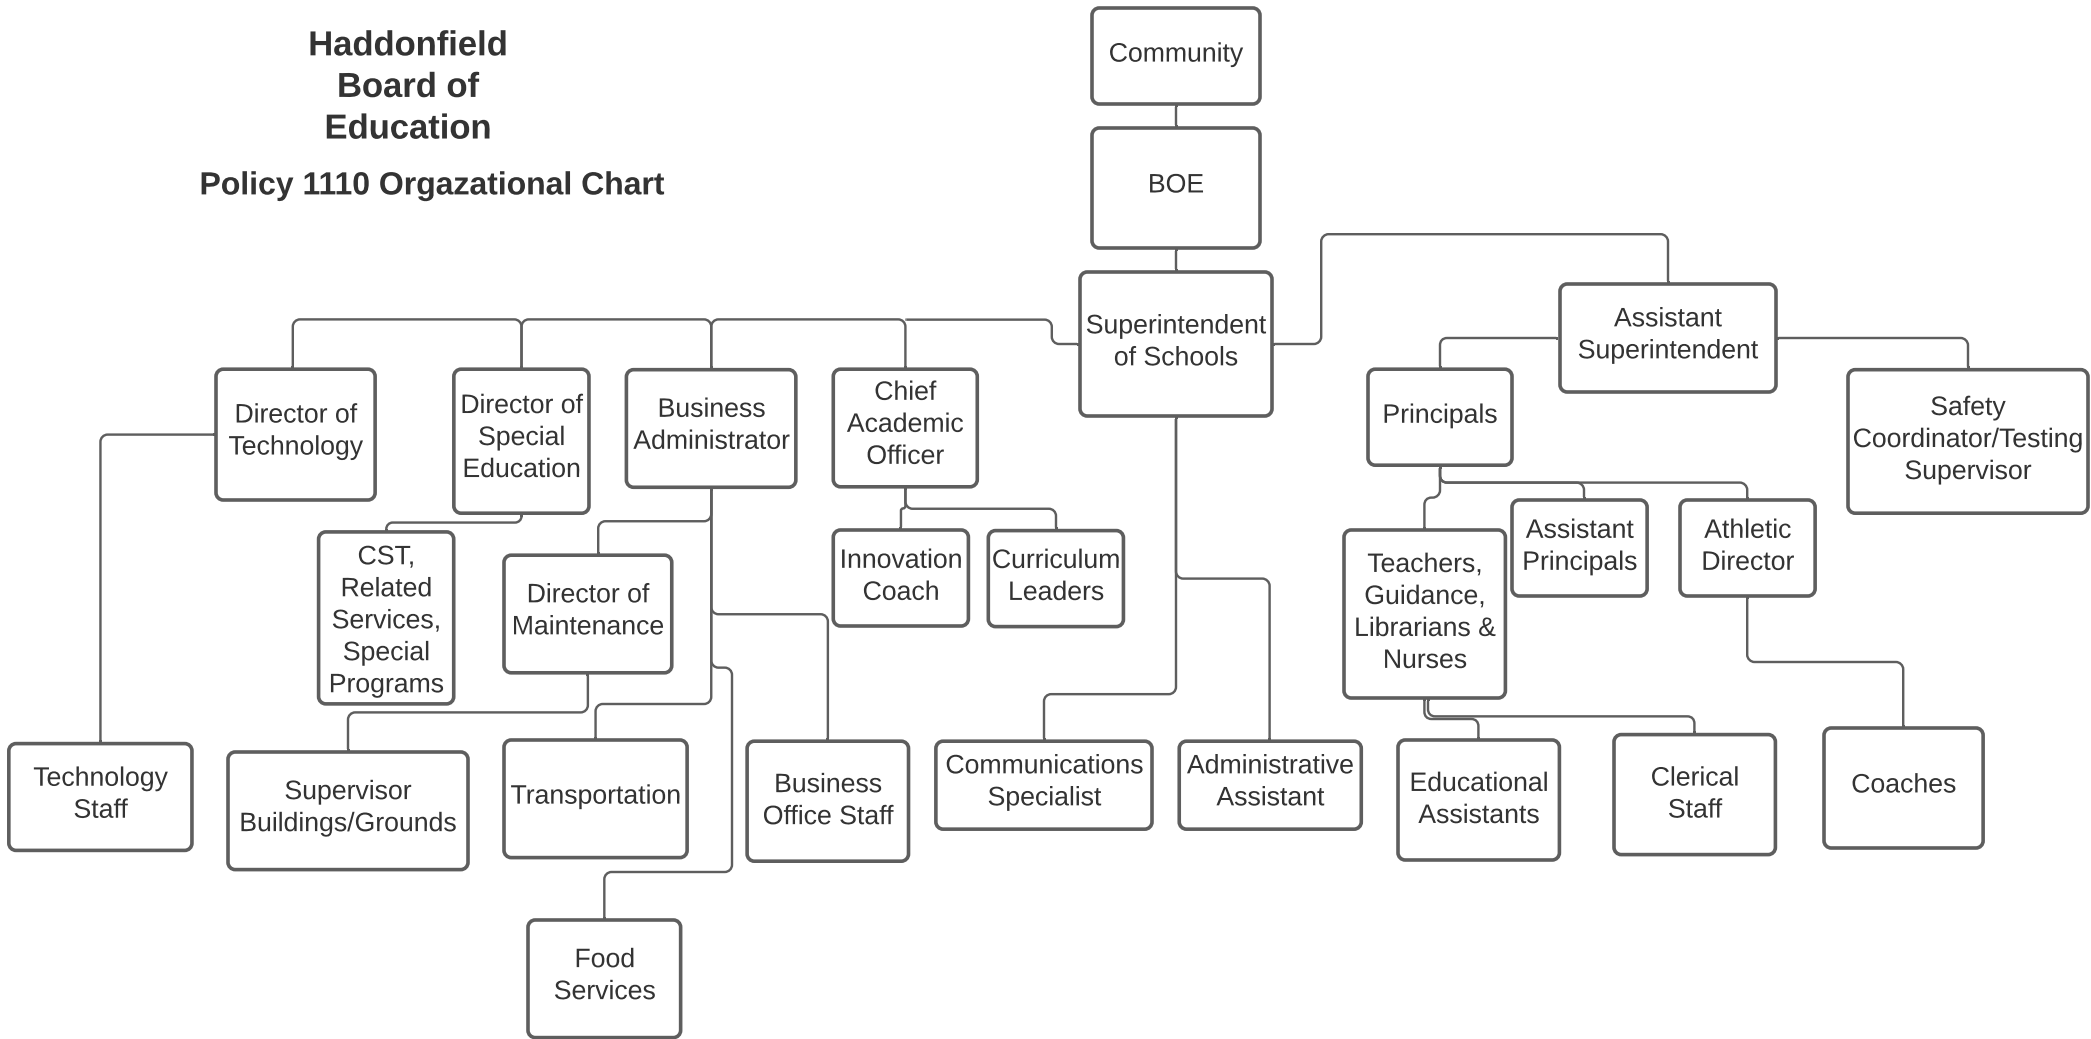 Haddonfield
Board of
Education
Policy 1110 Orgazational Chart
Community
BOE
Superintendent
of Schools
Assistant
Superintendent
Director of
Technology
Director of
Special
Education
Business
Administrator
Chief
Academic
Officer
Principals
Safety
Coordinator/Testing
Supervisor
CST,
Related
Services,
Special
Programs
Director of
Maintenance
Innovation
Coach
Curriculum
Leaders
Teachers,
Guidance,
Librarians &
Nurses
Assistant
Principals
Athletic
Director
Technology
Staff
Supervisor
Buildings/Grounds
Transportation
Business
Office Staff
Communications
Specialist
Administrative
Assistant
Educational
Assistants
Clerical
Staff
Coaches
Food
Services